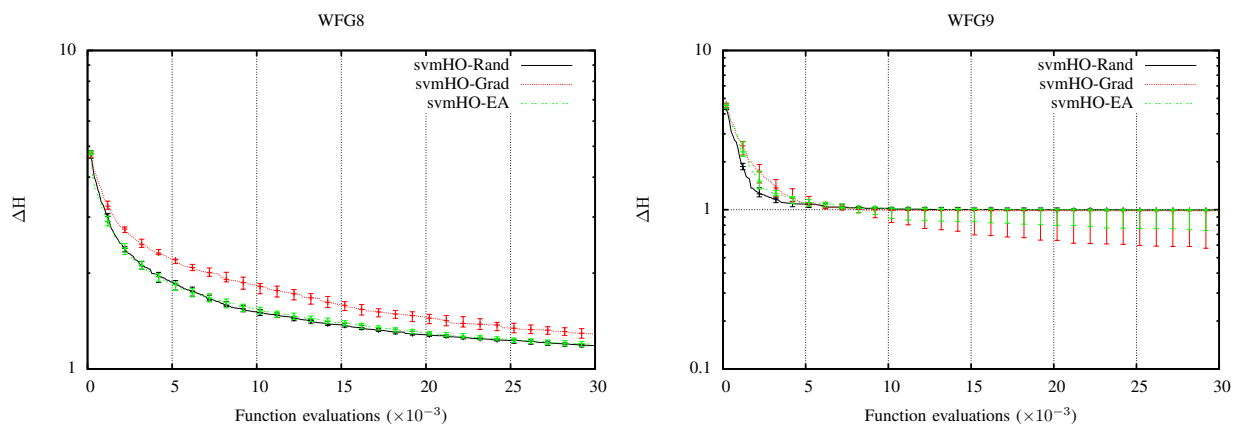 WFG8
10
svmHO-Rand
svmHO-Grad
svmHO-EA
ΔH
1
0 5 10 15 20 25 30
Function evaluations (×10⁻³)
WFG9
10
svmHO-Rand
svmHO-Grad
svmHO-EA
ΔH
1
0.1
0 5 10 15 20 25 30
Function evaluations (×10⁻³)